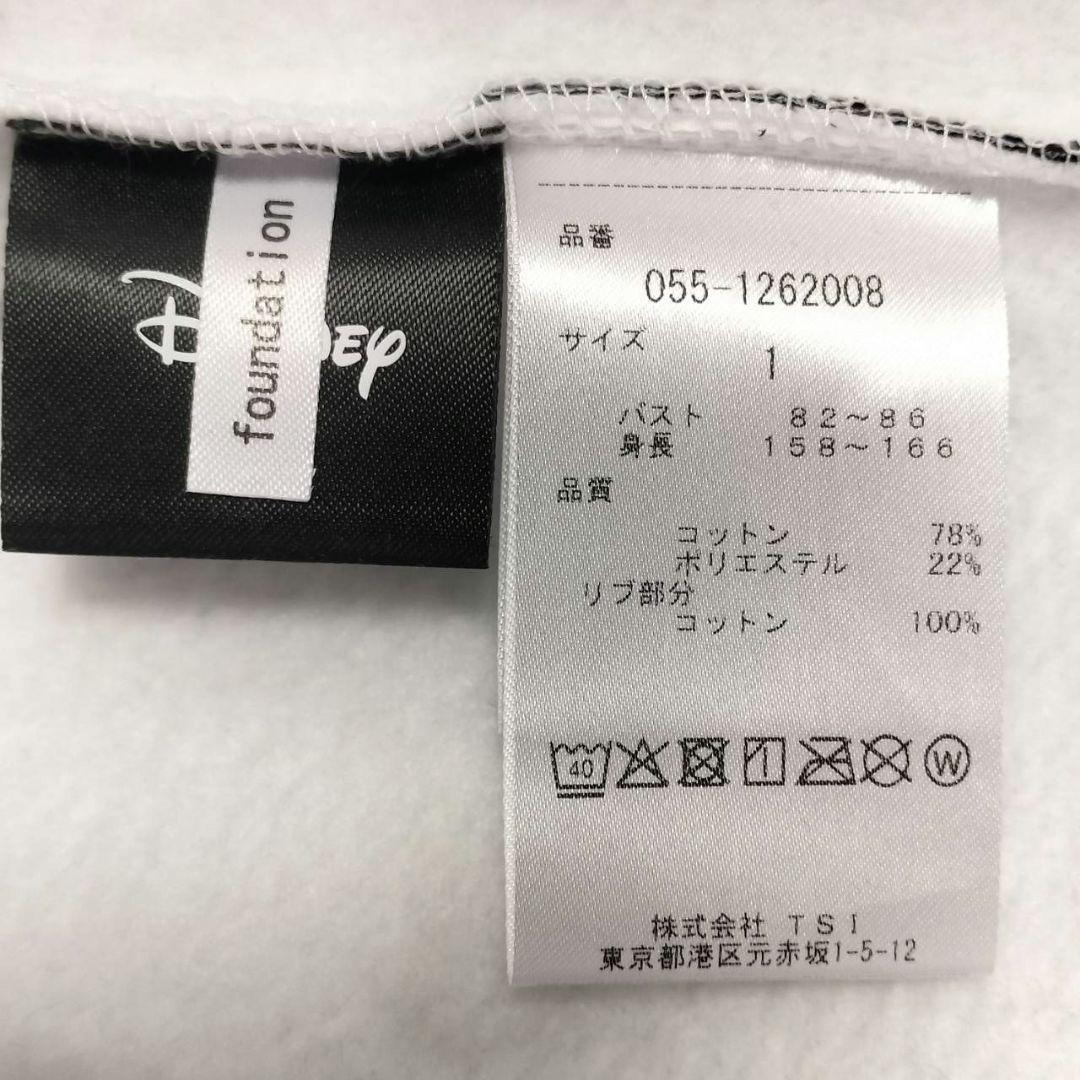 foundation
品番
055-1262008
サイズ
1
バスト 82〜86
身長 158〜166
品質
コットン 78%
ポリエステル 22%
リブ部分
コットン 100%
40
W
株式会社 TSI
東京都港区元赤坂1-5-12